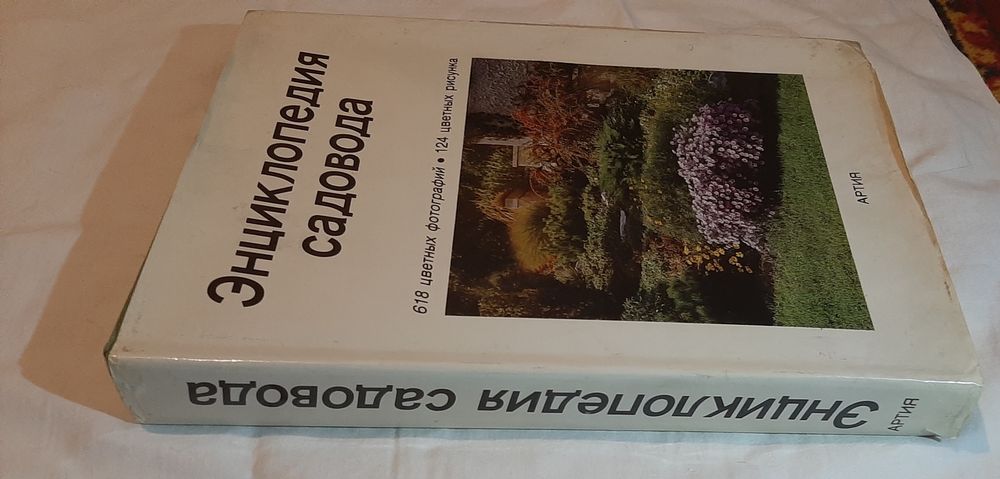 Энциклопедия
садовода
618 цветных фотографий • 124 цветных рисунка
АРТИЯ
Энциклопедия садовода
АРТИЯ